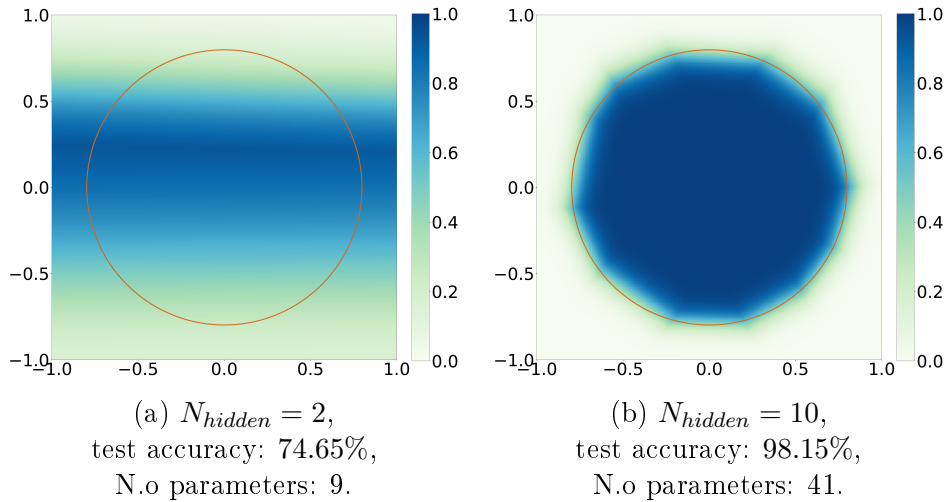 1.0
0.5
0.0
−0.5
−1.0
−1.0 −0.5 0.0 0.5 1.0
1.0
0.8
0.6
0.4
0.2
0.0
(a) N_hidden = 2,
test accuracy: 74.65%,
N.o parameters: 9.
1.0
0.5
0.0
−0.5
−1.0
−1.0 −0.5 0.0 0.5 1.0
1.0
0.8
0.6
0.4
0.2
0.0
(b) N_hidden = 10,
test accuracy: 98.15%,
N.o parameters: 41.